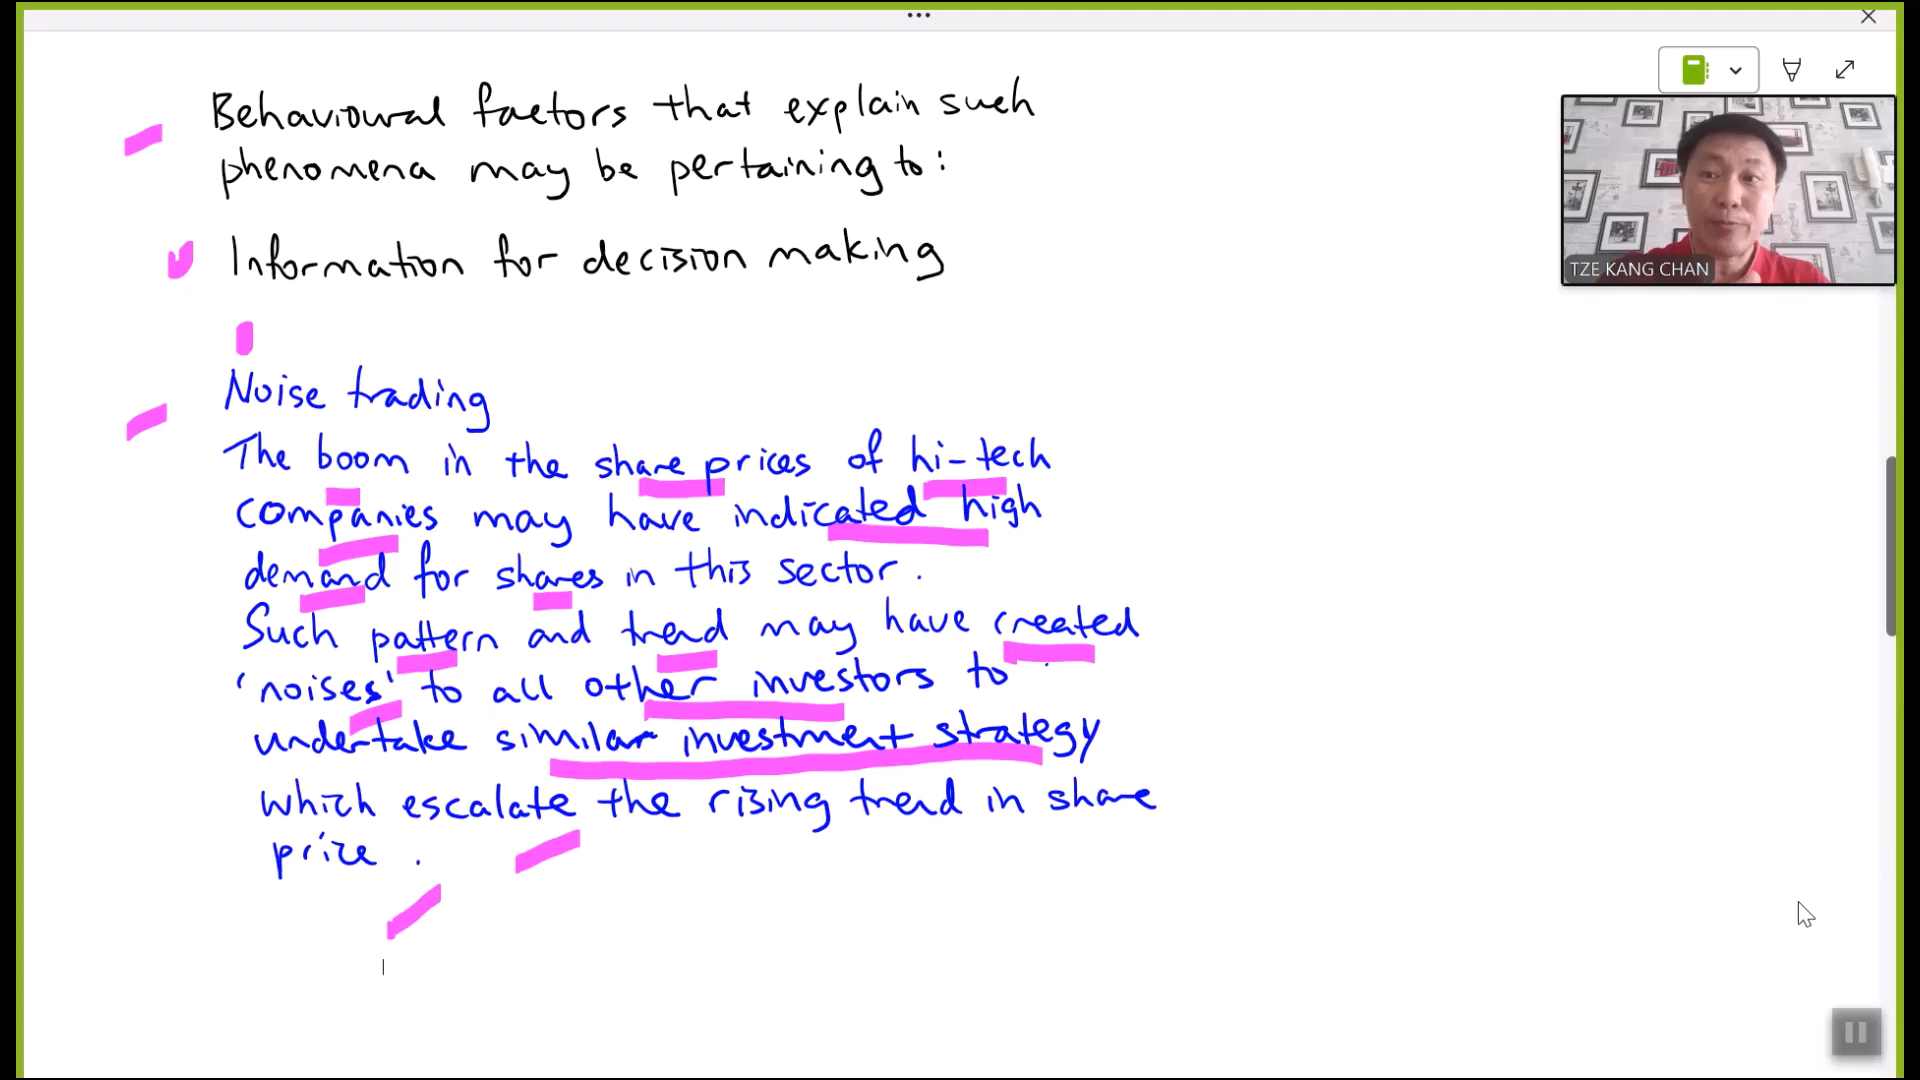 Behavioural factors that explain such
phenomena may be pertaining to:
Information for decision making
TZE KANG CHAN
Noise trading
The boom in the share prices of hi-tech
companies may have indicated high
demand for shares in this sector.
Such pattern and trend may have created
'noises' to all other investors to
undertake similar investment strategy
which escalate the rising trend in share
price.